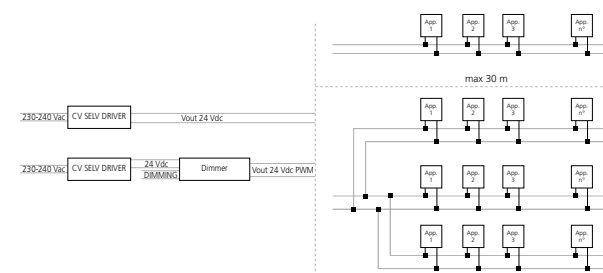 App. 1 App. 2 App. 3 App. n°
max 30 m
230-240 Vac CV SELV DRIVER Vout 24 Vdc
App. 1 App. 2 App. 3 App. n°
230-240 Vac CV SELV DRIVER 24 Vdc DIMMING Dimmer Vout 24 Vdc PWM
App. 1 App. 2 App. 3 App. n°
App. 1 App. 2 App. 3 App. n°